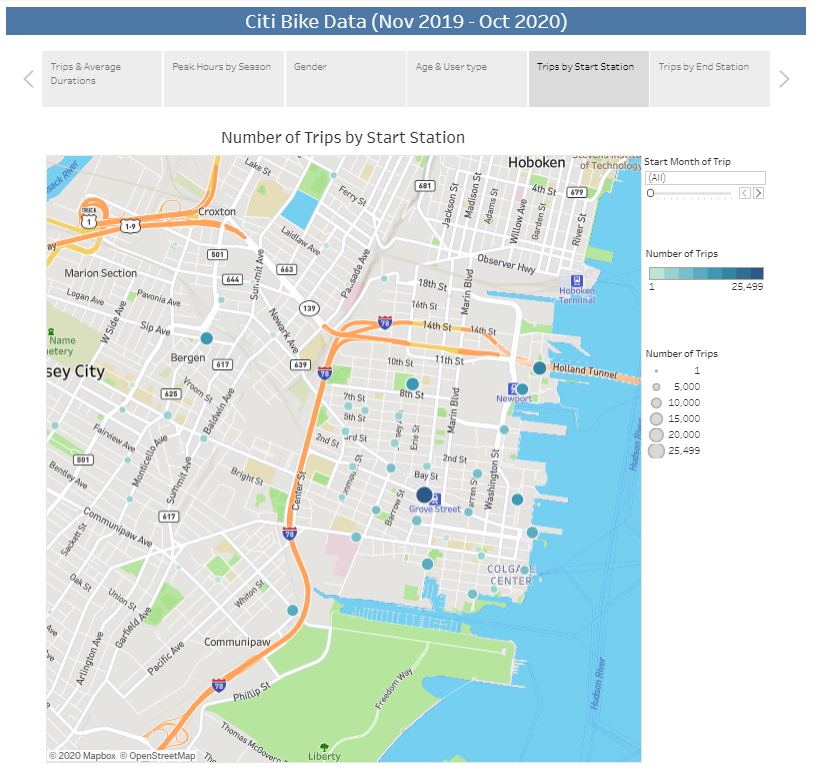 Citi Bike Data (Nov 2019 - Oct 2020)
Trips & Average
Durations
Peak Hours by Season
Gender
Age & User type
Trips by Start Station
Trips by End Station
Number of Trips by Start Station
Start Month of Trip
(All)
Number of Trips
1 25,499
Number of Trips
1
5,000
10,000
15,000
20,000
25,499
Hoboken
of Technology
Lake St
Ferry St
681
4th St
679
Jackson St
Madison St
Adams St
Willow Ave
Garden St
River St
TRUCK
1
1-9
Croxton
Laidlaw Ave
501
Observer Hwy
Marion Section
644
663
Summit Ave
18th St
Marin Blvd
Hoboken
Terminal
Logan Ave
Pavonia Ave
139
16th St
W Side Ave
Sip Ave
Newark Ave
78
14th St
14th St
Name
etery
Bergen
617
639
10th St
11th St
Holland Tunnel
sey City
78
8th St
Newport
625
Vroom St
Baldwin Ave
7th St
5th St
Marin Blvd
Erie St
Fairview Ave
2nd St
3rd St
Hudson River
501
Monticello Ave
2nd St
Bentley Ave
Summit Ave
Bright St
Center St
Bay St
Washington St
Barrow St
Grove Street
617
Communipaw Ave
Sackett St
78
COLGATE
CENTER
Oak St
Union St
Whiton St
Garfield Ave
Communipaw
Pacific Ave
Arlington Ave
78
Phillip St
Freedom Way
Hudson River
Liberty
© 2020 Mapbox © OpenStreetMap